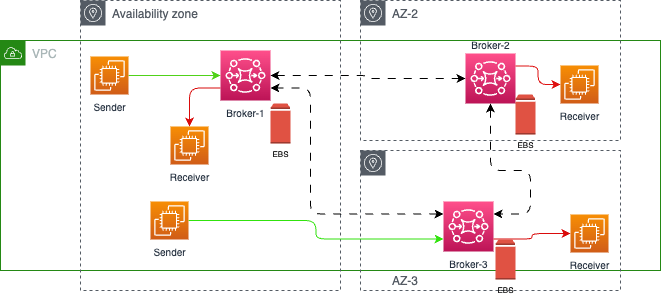 Availability zone
AZ-2
VPC
Broker-2
Sender
Broker-1
Receiver
EBS
EBS
Receiver
Sender
Broker-3
Receiver
AZ-3
EBS